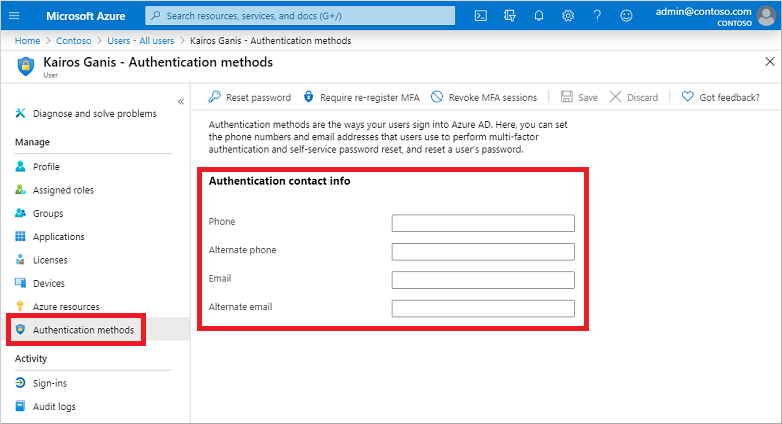 Microsoft Azure
Search resources, services, and docs (G+/)
admin@contoso.com
CONTOSO
Home > Contoso > Users - All users > Kairos Ganis - Authentication methods
Kairos Ganis - Authentication methods
User
«
Diagnose and solve problems
Manage
Profile
Assigned roles
Groups
Applications
Licenses
Devices
Azure resources
Authentication methods
Activity
Sign-ins
Audit logs
Reset password
Require re-register MFA
Revoke MFA sessions
Save
Discard
Got feedback?
Authentication methods are the ways your users sign into Azure AD. Here, you can set
the phone numbers and email addresses that users use to perform multi-factor
authentication and self-service password reset, and reset a user's password.
Authentication contact info
Phone
Alternate phone
Email
Alternate email